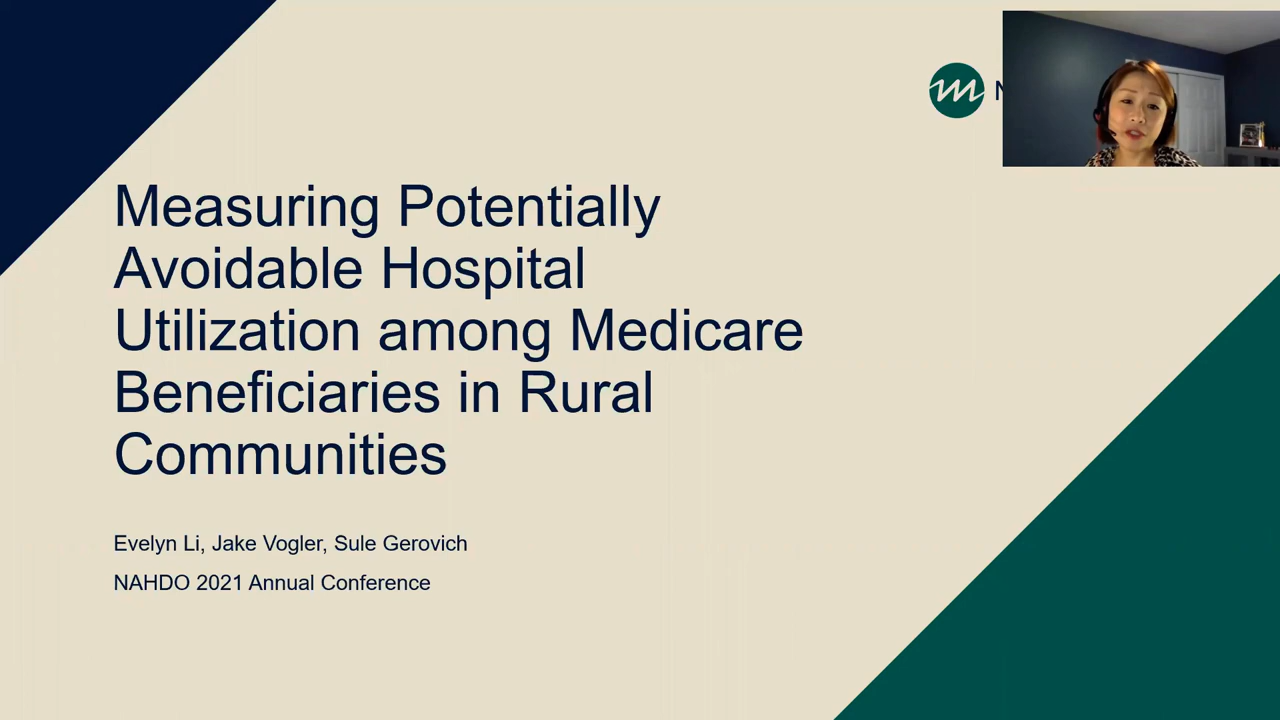 Measuring Potentially
Avoidable Hospital
Utilization among Medicare
Beneficiaries in Rural
Communities
Evelyn Li, Jake Vogler, Sule Gerovich
NAHDO 2021 Annual Conference